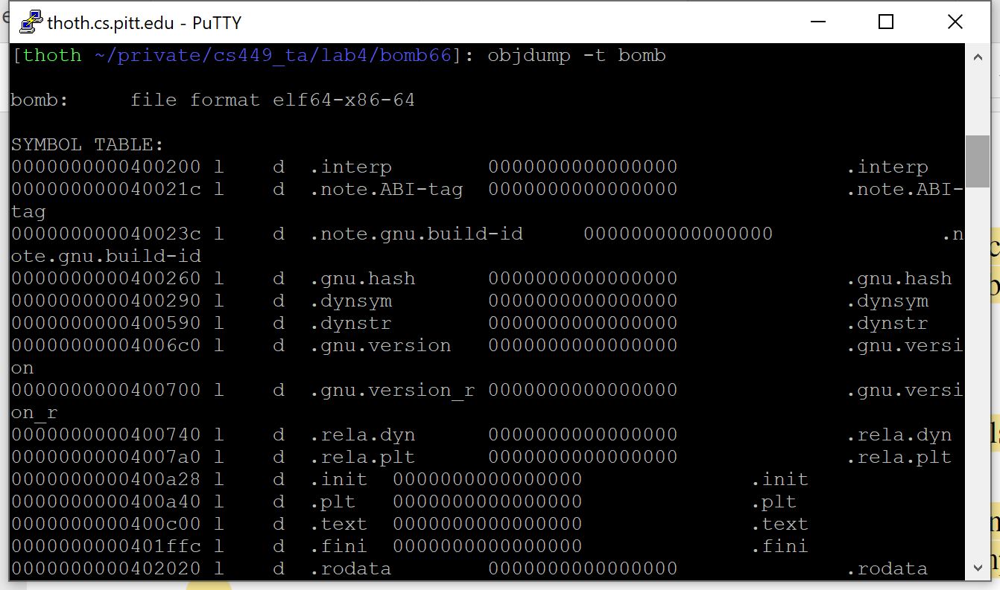 thoth.cs.pitt.edu - PuTTY
[thoth ~/private/cs449_ta/lab4/bomb66]: objdump -t bomb
bomb:     file format elf64-x86-64
SYMBOL TABLE:
0000000000400200 l    d  .interp        0000000000000000              .interp
000000000040021c l    d  .note.ABI-tag  0000000000000000              .note.ABI-
tag
000000000040023c l    d  .note.gnu.build-id     0000000000000000              .n
ote.gnu.build-id
0000000000400260 l    d  .gnu.hash      0000000000000000              .gnu.hash
0000000000400290 l    d  .dynsym        0000000000000000              .dynsym
0000000000400590 l    d  .dynstr        0000000000000000              .dynstr
00000000004006c0 l    d  .gnu.version   0000000000000000              .gnu.versi
on
0000000000400700 l    d  .gnu.version_r 0000000000000000              .gnu.versi
on_r
0000000000400740 l    d  .rela.dyn      0000000000000000              .rela.dyn
00000000004007a0 l    d  .rela.plt      0000000000000000              .rela.plt
0000000000400a28 l    d  .init  0000000000000000              .init
0000000000400a40 l    d  .plt   0000000000000000              .plt
0000000000400c00 l    d  .text  0000000000000000              .text
0000000000401ffc l    d  .fini  0000000000000000              .fini
0000000000402020 l    d  .rodata        0000000000000000              .rodata